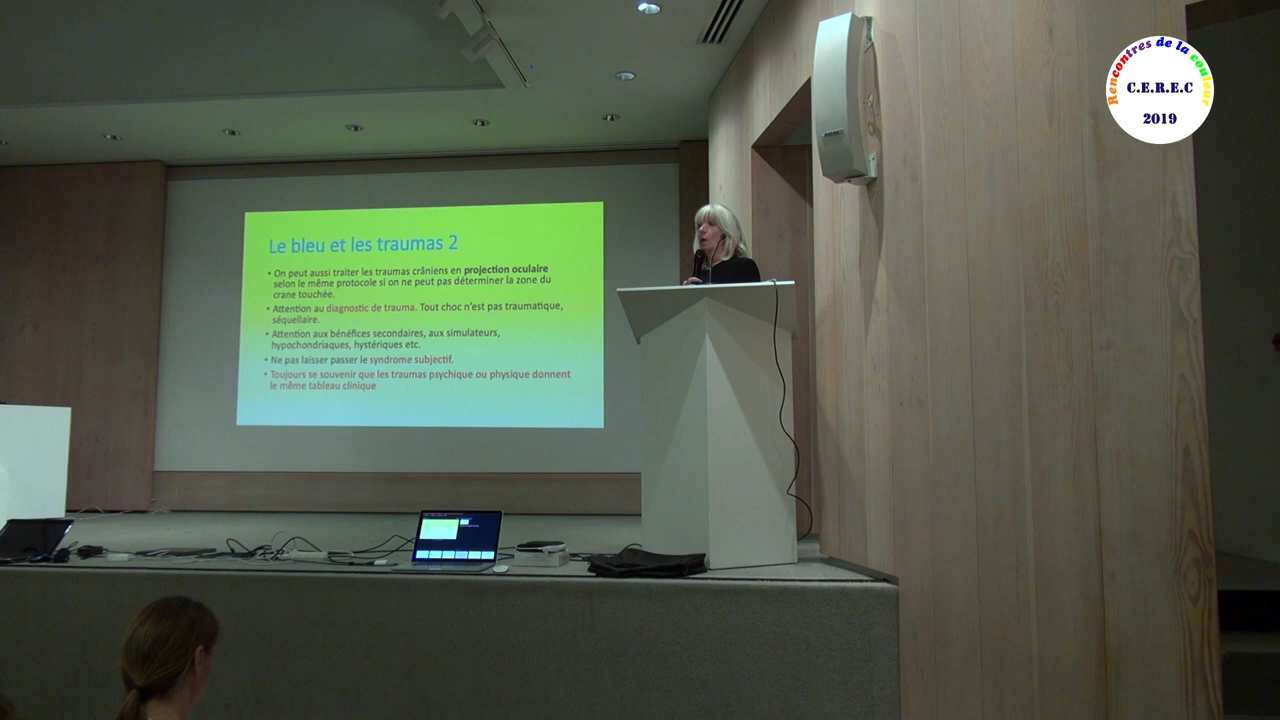 Rencontres de la couleur
C.E.R.E.C
2019
Le bleu et les traumas 2
• On peut aussi traiter les traumas crâniens en projection oculaire
selon le même protocole si on ne peut pas déterminer la zone du
crane touchée.
• Attention au diagnostic de trauma. Tout choc n'est pas traumatique,
séquellaire.
• Attention aux bénéfices secondaires, aux simulateurs,
hypochondriaques, hystériques etc.
• Ne pas laisser passer le syndrome subjectif.
• Toujours se souvenir que les traumas psychique ou physique donnent
le même tableau clinique